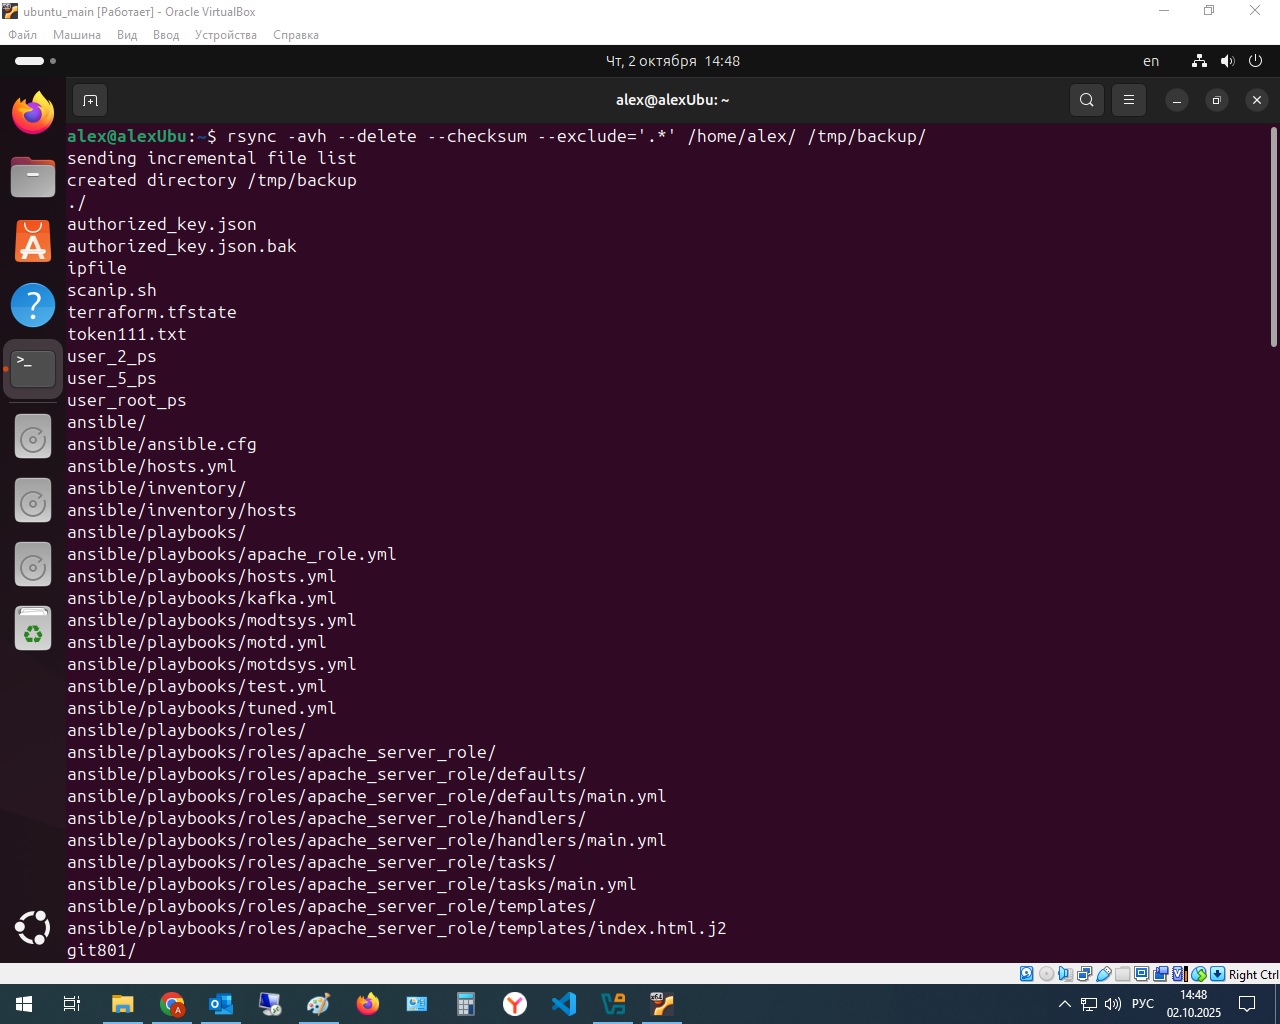 ubuntu_main [Работает] - Oracle VirtualBox
Файл Машина Вид Ввод Устройства Справка
Чт, 2 октября 14:48
en
alex@alexUbu: ~
alex@alexUbu:~$ rsync -avh --delete --checksum --exclude='.*' /home/alex/ /tmp/backup/
sending incremental file list
created directory /tmp/backup
./
authorized_key.json
authorized_key.json.bak
ipfile
scanip.sh
terraform.tfstate
token111.txt
user_2_ps
user_5_ps
user_root_ps
ansible/
ansible/ansible.cfg
ansible/hosts.yml
ansible/inventory/
ansible/inventory/hosts
ansible/playbooks/
ansible/playbooks/apache_role.yml
ansible/playbooks/hosts.yml
ansible/playbooks/kafka.yml
ansible/playbooks/modtsys.yml
ansible/playbooks/motd.yml
ansible/playbooks/motdsys.yml
ansible/playbooks/test.yml
ansible/playbooks/tuned.yml
ansible/playbooks/roles/
ansible/playbooks/roles/apache_server_role/
ansible/playbooks/roles/apache_server_role/defaults/
ansible/playbooks/roles/apache_server_role/defaults/main.yml
ansible/playbooks/roles/apache_server_role/handlers/
ansible/playbooks/roles/apache_server_role/handlers/main.yml
ansible/playbooks/roles/apache_server_role/tasks/
ansible/playbooks/roles/apache_server_role/tasks/main.yml
ansible/playbooks/roles/apache_server_role/templates/
ansible/playbooks/roles/apache_server_role/templates/index.html.j2
git801/
Right Ctrl
РУС
14:48
02.10.2025